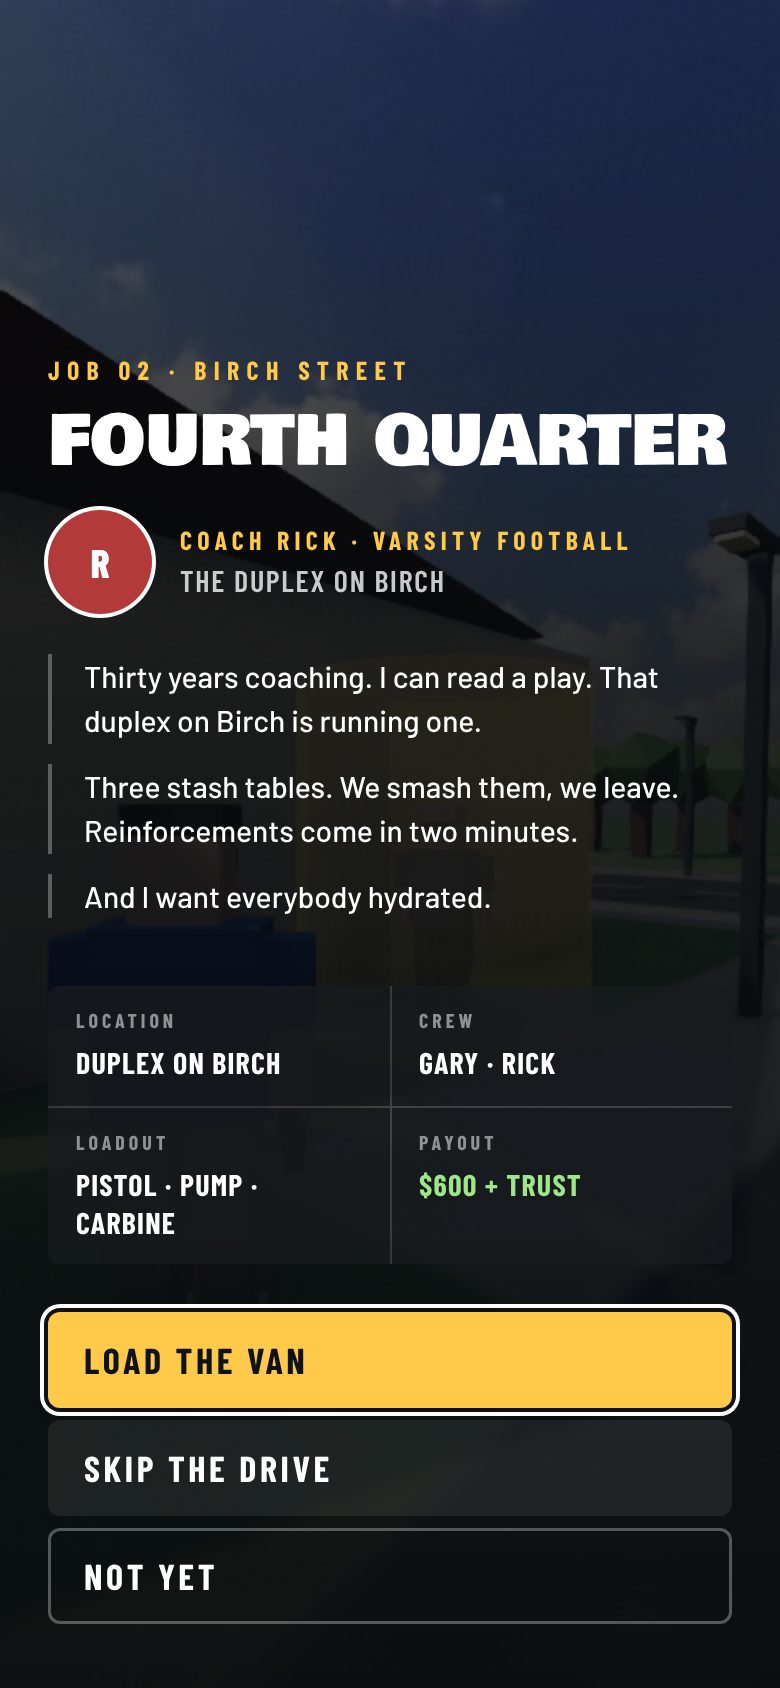 JOB 02 · BIRCH STREET
FOURTH QUARTER
R
COACH RICK · VARSITY FOOTBALL
THE DUPLEX ON BIRCH
Thirty years coaching. I can read a play. That
duplex on Birch is running one.
Three stash tables. We smash them, we leave.
Reinforcements come in two minutes.
And I want everybody hydrated.
LOCATION
DUPLEX ON BIRCH
CREW
GARY · RICK
LOADOUT
PISTOL · PUMP ·
CARBINE
PAYOUT
$600 + TRUST
LOAD THE VAN
SKIP THE DRIVE
NOT YET